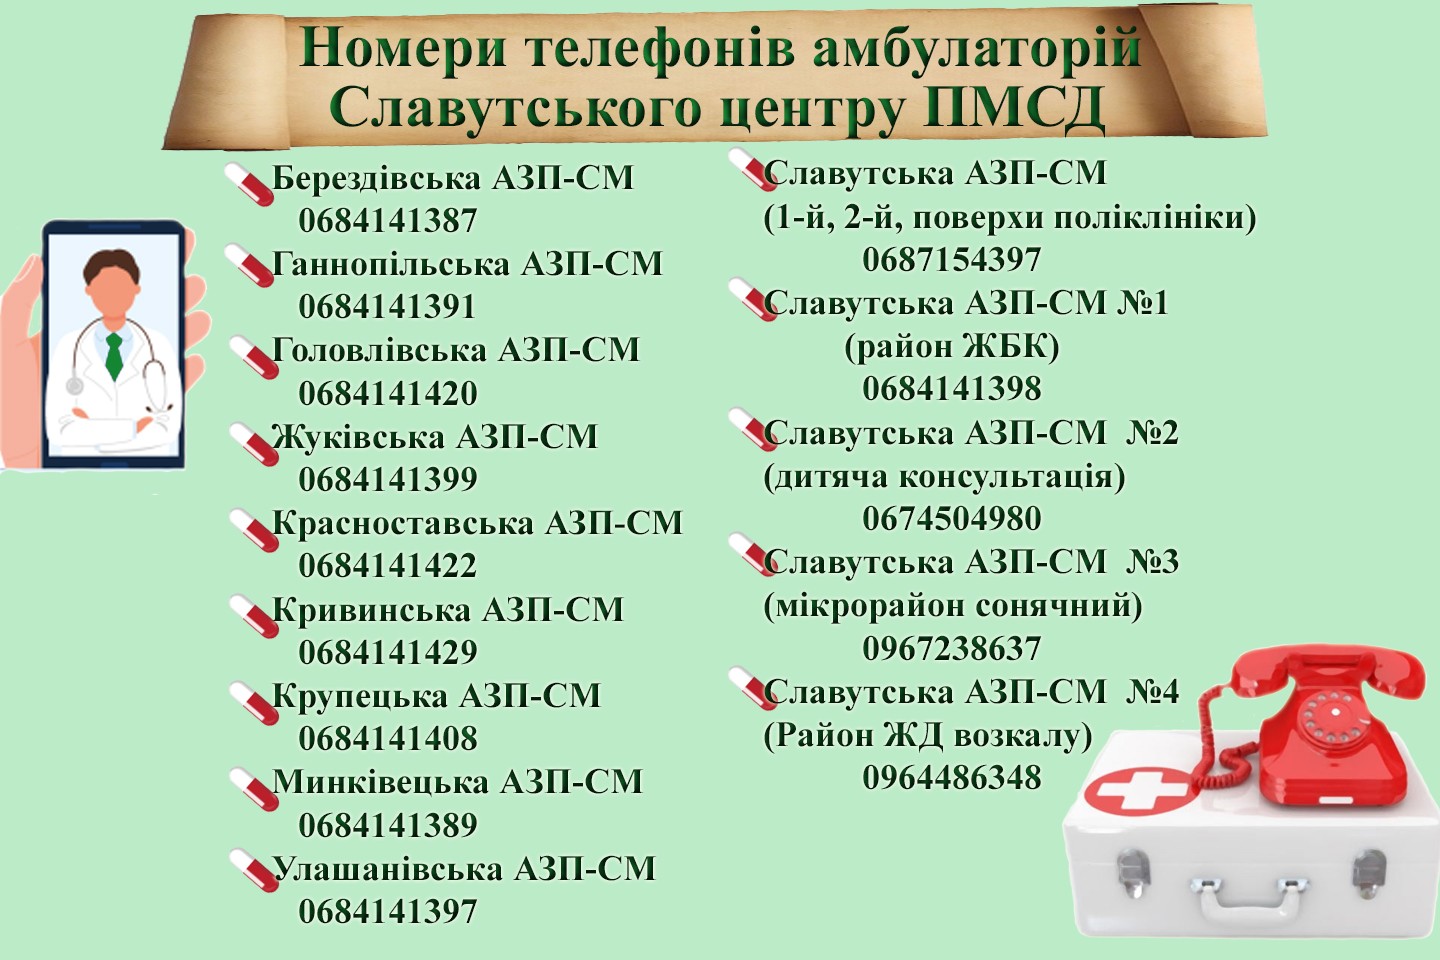 Номери телефонів амбулаторій
Славутського центру ПМСД
Берездівська АЗП-СМ
0684141387
Ганнопільська АЗП-СМ
0684141391
Головлівська АЗП-СМ
0684141420
Жуківська АЗП-СМ
0684141399
Красноставська АЗП-СМ
0684141422
Кривинська АЗП-СМ
0684141429
Крупецька АЗП-СМ
0684141408
Минківецька АЗП-СМ
0684141389
Улашанівська АЗП-СМ
0684141397
Славутська АЗП-СМ
(1-й, 2-й, поверхи поліклініки)
0687154397
Славутська АЗП-СМ №1
(район ЖБК)
0684141398
Славутська АЗП-СМ №2
(дитяча консультація)
0674504980
Славутська АЗП-СМ №3
(мікрорайон сонячний)
0967238637
Славутська АЗП-СМ №4
(Район ЖД возкалу)
0964486348